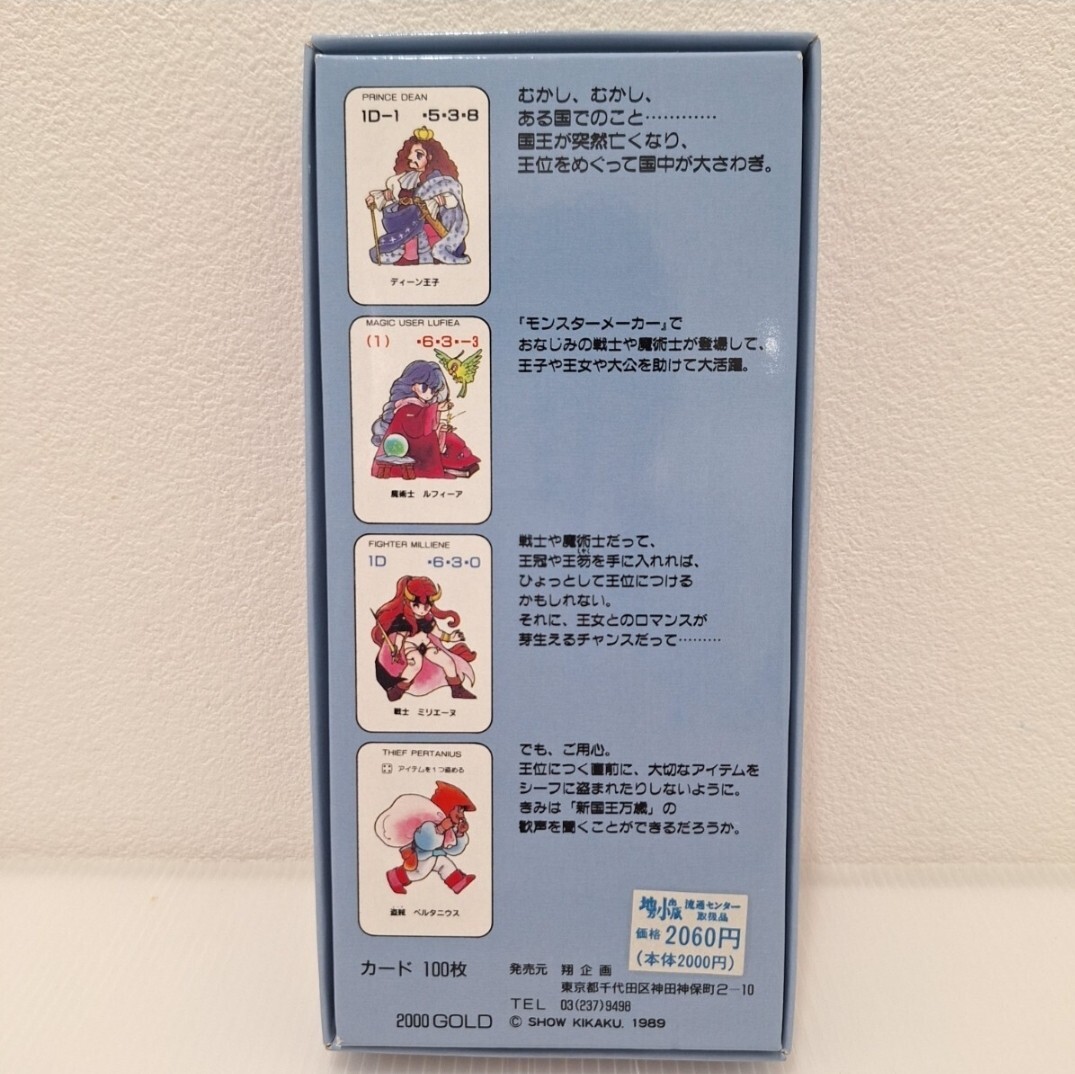 PRINCE DEAN
1D-1 ·5·3·8
ディーン王子
むかし、むかし、
ある国でのこと…………
国王が突然亡くなり、
王位をめぐって国中が大さわぎ。
MAGIC USER LUFIEA
(1) ·6·3·-3
魔術士 ルフィーア
『モンスターメーカー』で
おなじみの戦士や魔術士が登場して、
王子や王女や大公を助けて大活躍。
FIGHTER MILLIENE
1D ·6·3·0
戦士 ミリエーヌ
戦士や魔術士だって、
王冠や王笏を手に入れれば、
ひょっとして王位につける
かもしれない。
それに、王女とのロマンスが
芽生えるチャンスだって………
THIEF PERTANIUS
アイテムを1つ盗める
盗賊 ペルタニウス
でも、ご用心。
王位につく直前に、大切なアイテムを
シーフに盗まれたりしないように。
きみは「新国王万歳」の
歓声を聞くことができるだろうか。
地方小出版 流通センター
取扱品
価格 2060円
(本体2000円)
カード 100枚
発売元 翔企画
東京都千代田区神田神保町2-10
TEL 03(237)9498
2000 GOLD
© SHOW KIKAKU. 1989